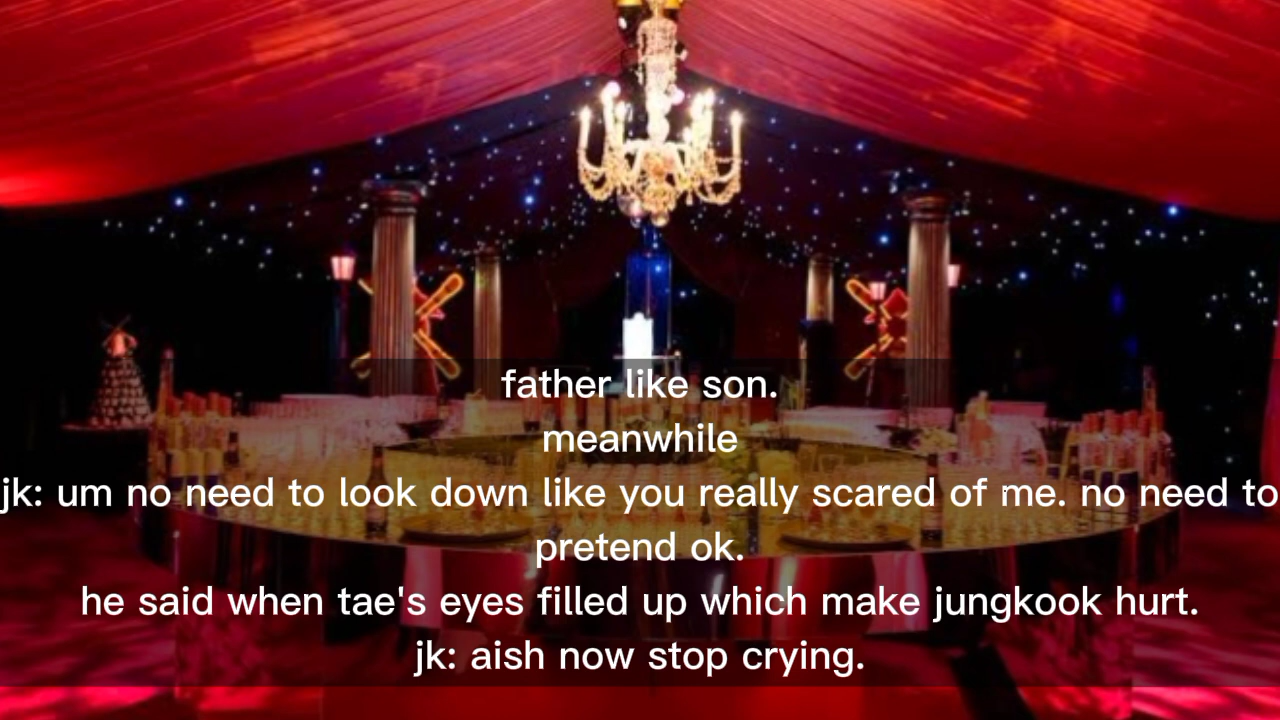 father like son.
meanwhile
jk: um no need to look down like you really scared of me. no need to
pretend ok.
he said when tae's eyes filled up which make jungkook hurt.
jk: aish now stop crying.